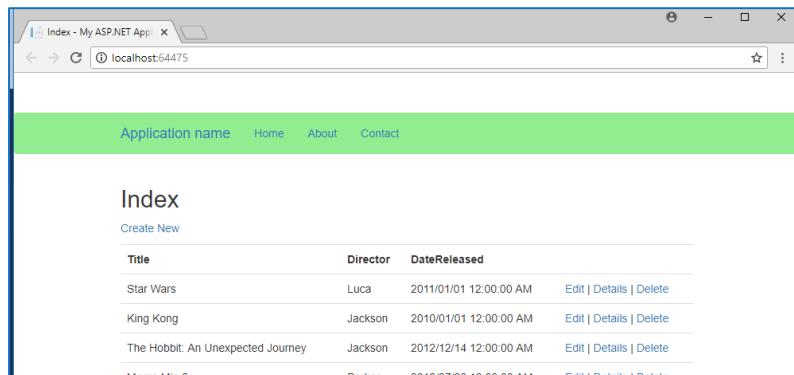 Index - My ASP.NET Appl
localhost:64475
Application name Home About Contact
Index
Create New
Title Director DateReleased
Star Wars Luca 2011/01/01 12:00:00 AM Edit | Details | Delete
King Kong Jackson 2010/01/01 12:00:00 AM Edit | Details | Delete
The Hobbit: An Unexpected Journey Jackson 2012/12/14 12:00:00 AM Edit | Details | Delete